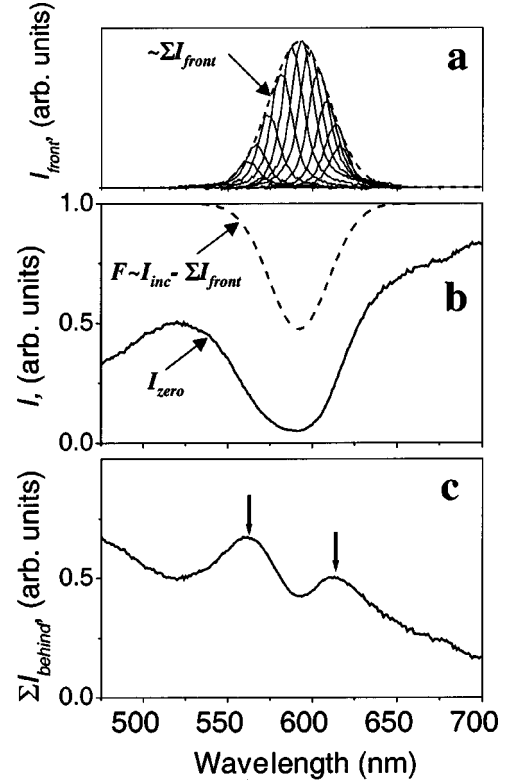 a
~ΣI_front
I_front, (arb. units)
b
1.0
F~I_inc- ΣI_front
I, (arb. units)
0.5
I_zero
0.0
c
ΣI_behind, (arb. units)
0.5
0.0
500 550 600 650 700
Wavelength (nm)